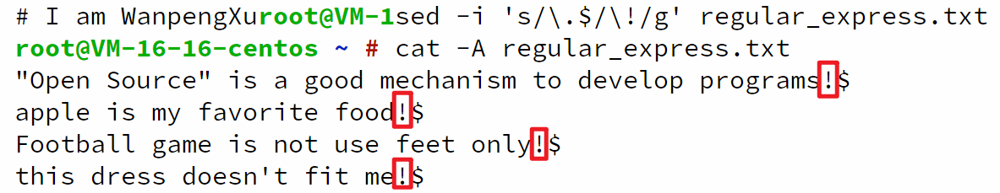 # I am WanpengXuroot@VM-1sed -i 's/\.$/\!/g' regular_express.txt
root@VM-16-16-centos ~ # cat -A regular_express.txt
"Open Source" is a good mechanism to develop programs!$
apple is my favorite food!$
Football game is not use feet only!$
this dress doesn't fit me!$